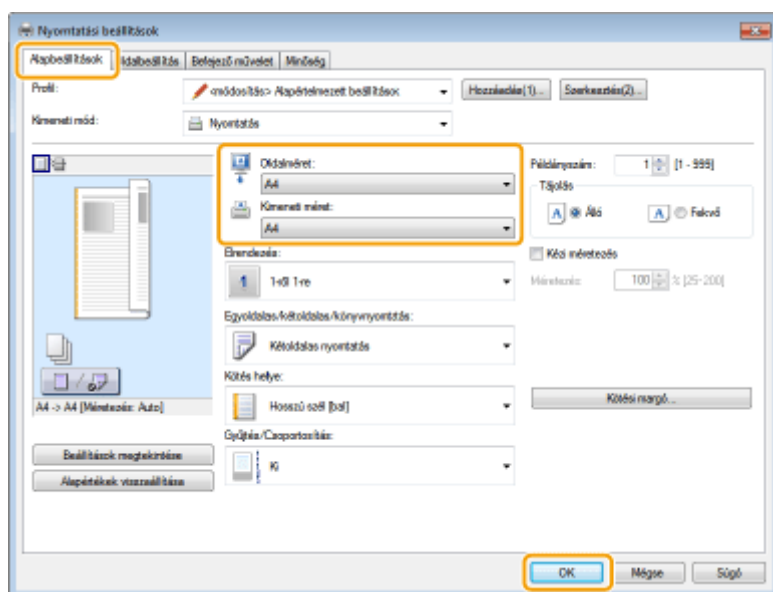 Nyomtatási beállítások
Alapbeállítások Oldalbeállítás Befejező művelet Minőség
Profil: <módosítás> Alapértelmezett beállítások Hozzáadás(1)... Szerkesztés(2)...
Kimeneti mód: Nyomtatás
Oldalméret: Példányszám: 1 [1 - 999]
A4 Tájolás
Kimeneti méret: A Álló A Fekvő
A4
Elrendezés: Kézi méretezés
1 1-ről 1-re Méretezés: 100 % [25-200]
Egyoldalas/kétoldalas/könyvnyomtatás:
Kétoldalas nyomtatás
Kötés helye:
A4 -> A4 [Méretezés: Auto] Hosszú szél [bal] Kötési margó...
Gyűjtés/Csoportosítás:
Beállítások megtekintése Ki
Alapértékek visszaállítása
OK Mégse Súgó